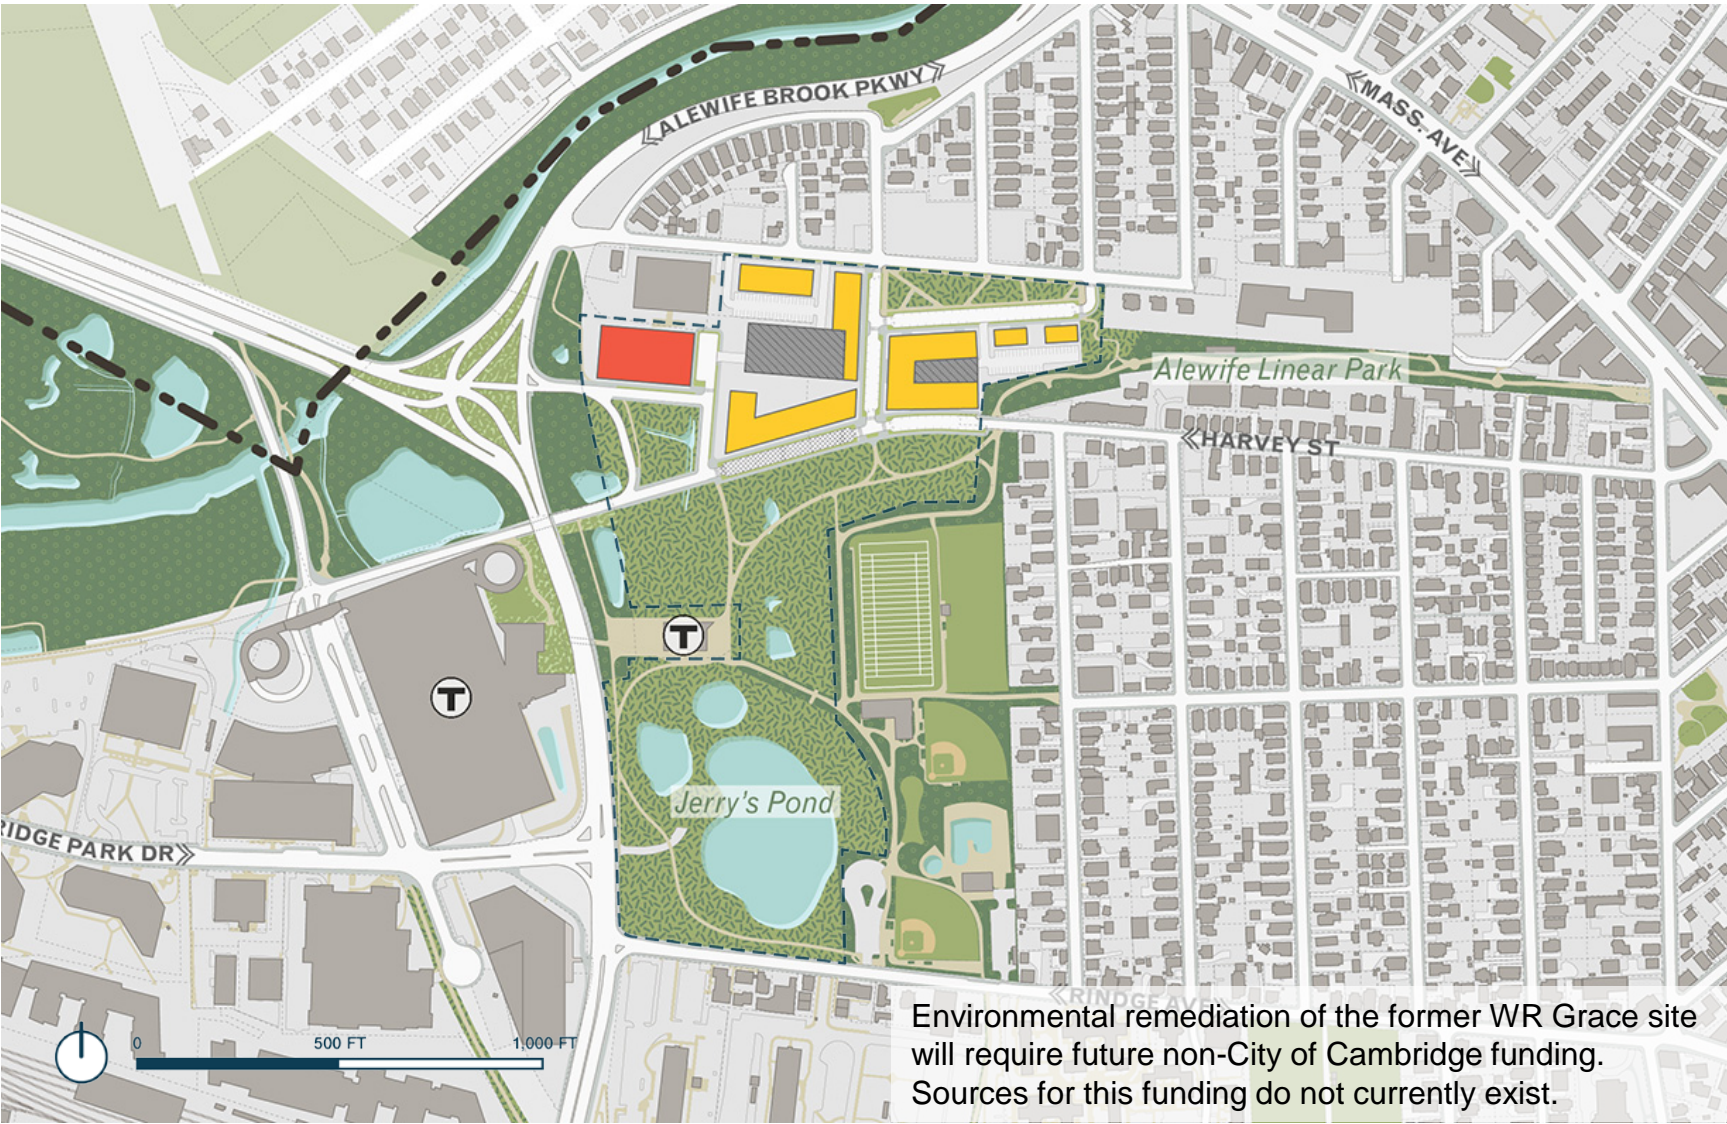 ALEWIFE BROOK PKWY
MASS. AVE
Alewife Linear Park
HARVEY ST
T
T
Jerry's Pond
RIDGE PARK DR
RINDGE AVE
0 500 FT 1,000 FT
Environmental remediation of the former WR Grace site
will require future non-City of Cambridge funding.
Sources for this funding do not currently exist.